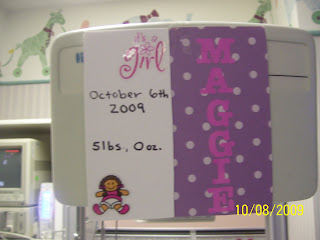 it's a
girl
October 6th
2009
5lbs., 0oz.
MAGGIE
10/08/2009